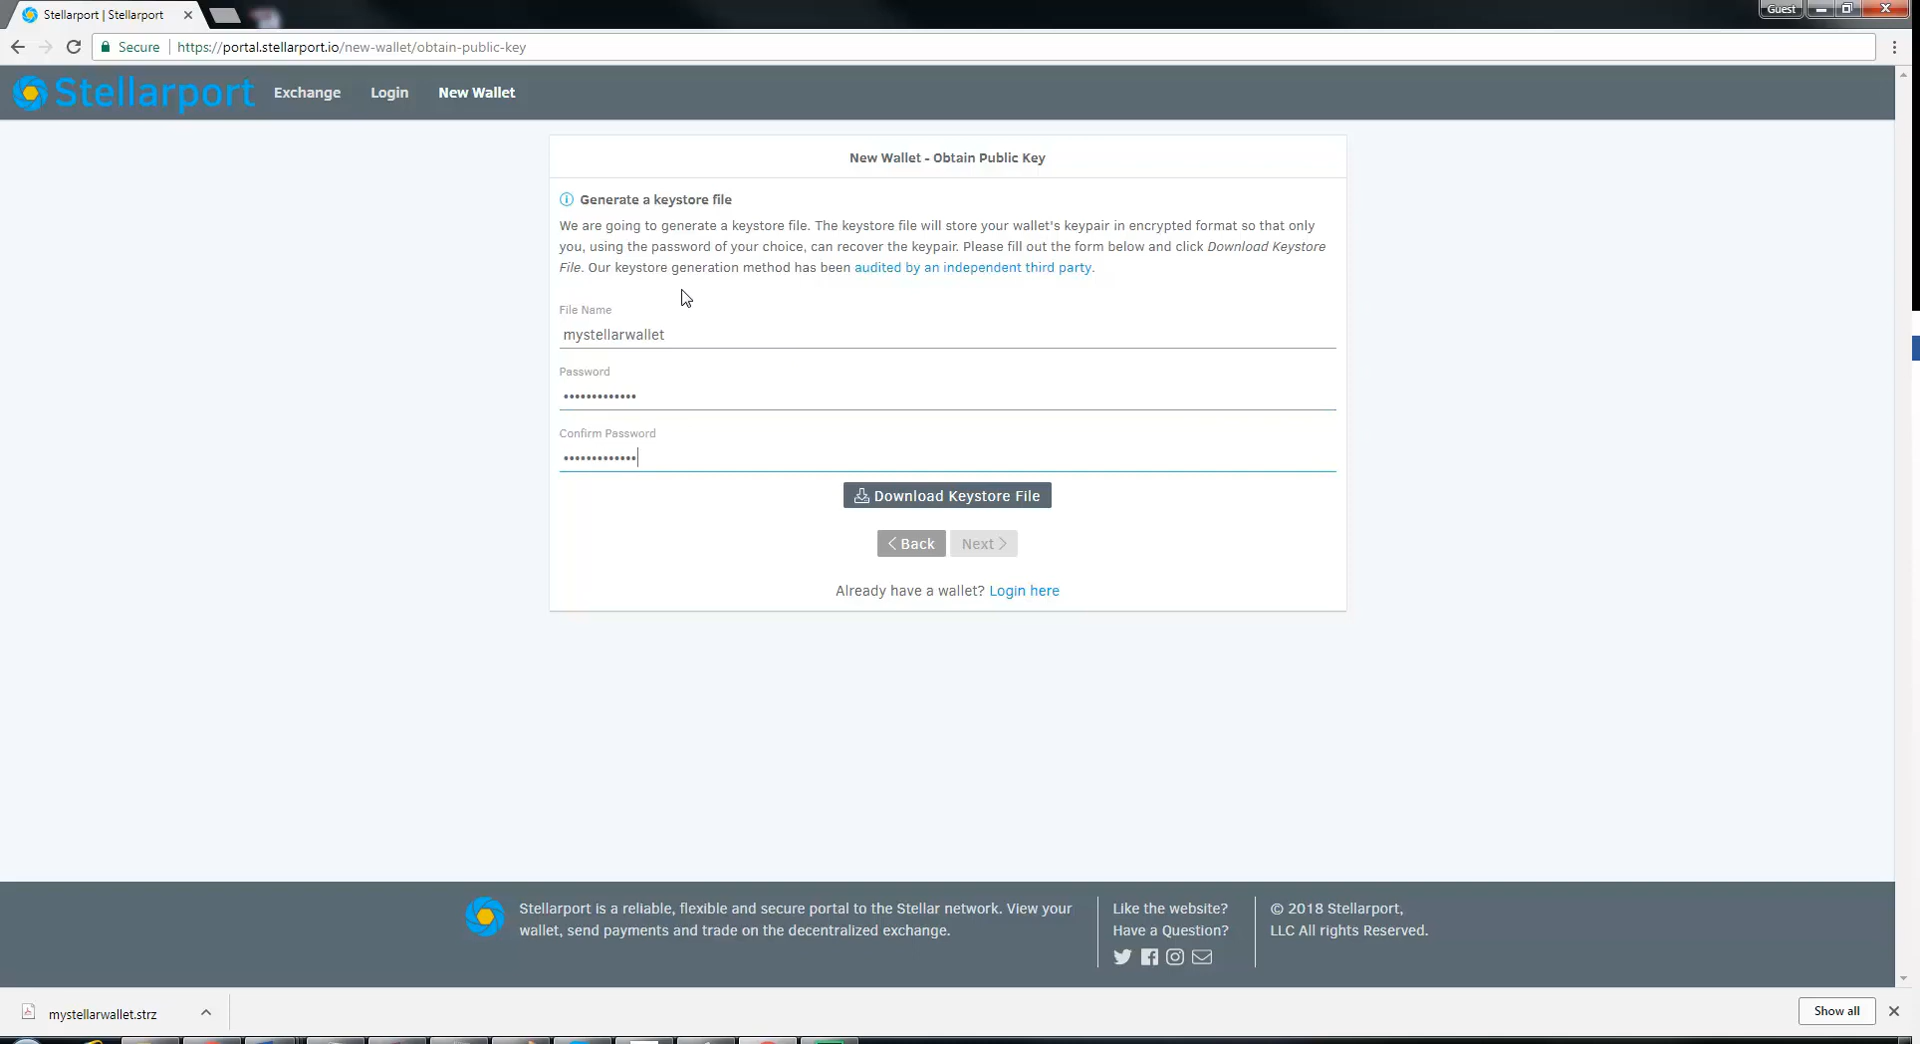 Stellarport | Stellarport
Guest
Secure
https://portal.stellarport.io/new-wallet/obtain-public-key
Stellarport
Exchange
Login
New Wallet
New Wallet - Obtain Public Key
Generate a keystore file
We are going to generate a keystore file. The keystore file will store your wallet's keypair in encrypted format so that only
you, using the password of your choice, can recover the keypair. Please fill out the form below and click Download Keystore
File. Our keystore generation method has been audited by an independent third party.
File Name
mystellarwallet
Password
•••••••••••••
Confirm Password
•••••••••••••
Download Keystore File
Back
Next
Already have a wallet? Login here
Stellarport is a reliable, flexible and secure portal to the Stellar network. View your
wallet, send payments and trade on the decentralized exchange.
Like the website?
Have a Question?
© 2018 Stellarport,
LLC All rights Reserved.
mystellarwallet.strz
Show all